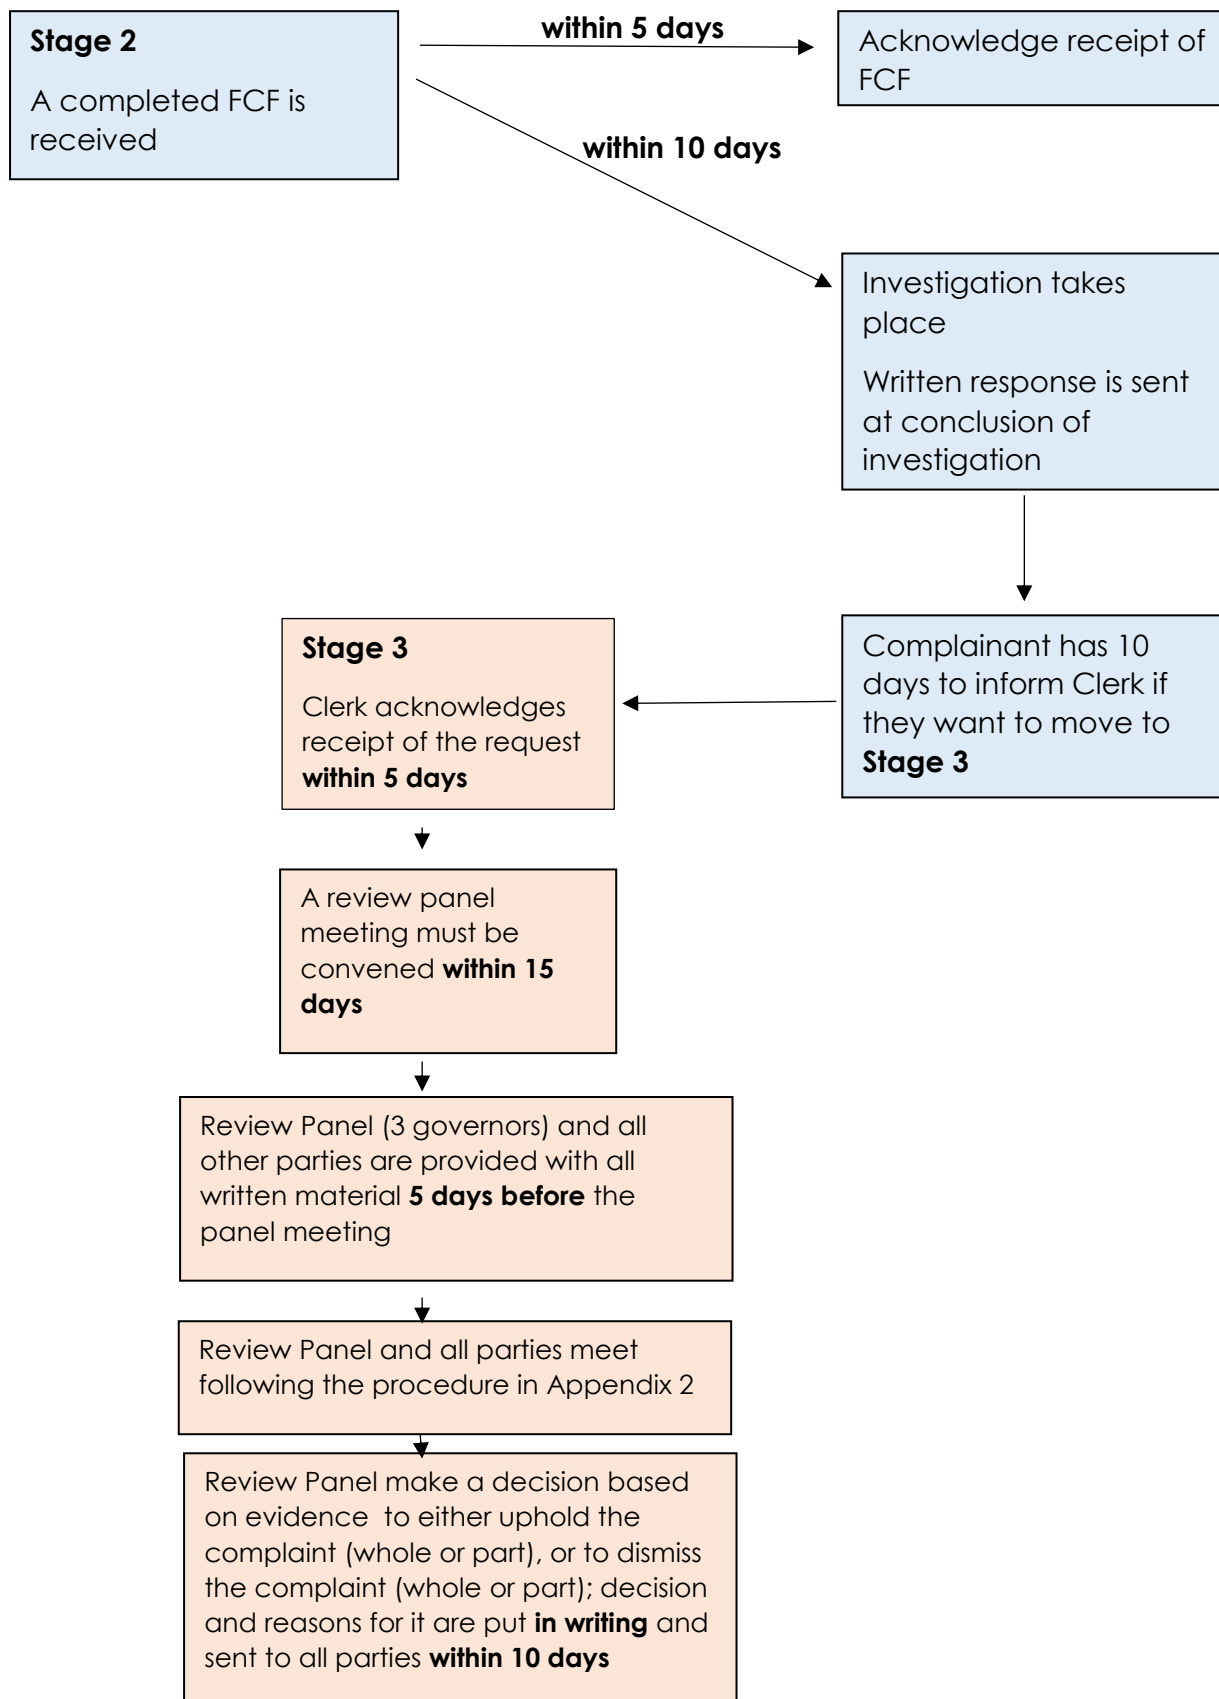 Stage 2
A completed FCF is
received
within 5 days
Acknowledge receipt of
FCF
within 10 days
Investigation takes
place
Written response is sent
at conclusion of
investigation
Complainant has 10
days to inform Clerk if
they want to move to
Stage 3
Stage 3
Clerk acknowledges
receipt of the request
within 5 days
A review panel
meeting must be
convened within 15
days
Review Panel (3 governors) and all
other parties are provided with all
written material 5 days before the
panel meeting
Review Panel and all parties meet
following the procedure in Appendix 2
Review Panel make a decision based
on evidence  to either uphold the
complaint (whole or part), or to dismiss
the complaint (whole or part); decision
and reasons for it are put in writing and
sent to all parties within 10 days